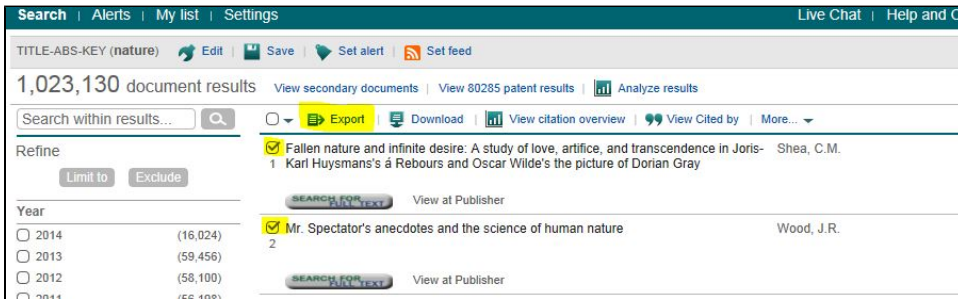 Search | Alerts | My list | Settings Live Chat | Help and
TITLE-ABS-KEY (nature) Edit | Save | Set alert | Set feed
1,023,130 document results View secondary documents | View 80285 patent results | Analyze results
Search within results... Export | Download | View citation overview | View Cited by | More...
Refine
Limit to Exclude
Fallen nature and infinite desire: A study of love, artifice, and transcendence in Joris- Shea, C.M.
1 Karl Huysmans's á Rebours and Oscar Wilde's the picture of Dorian Gray
SEARCH FOR FULL TEXT View at Publisher
Year
2014 (16,024)
2013 (59,456)
2012 (58,100)
Mr. Spectator's anecdotes and the science of human nature Wood, J.R.
2
SEARCH FOR FULL TEXT View at Publisher